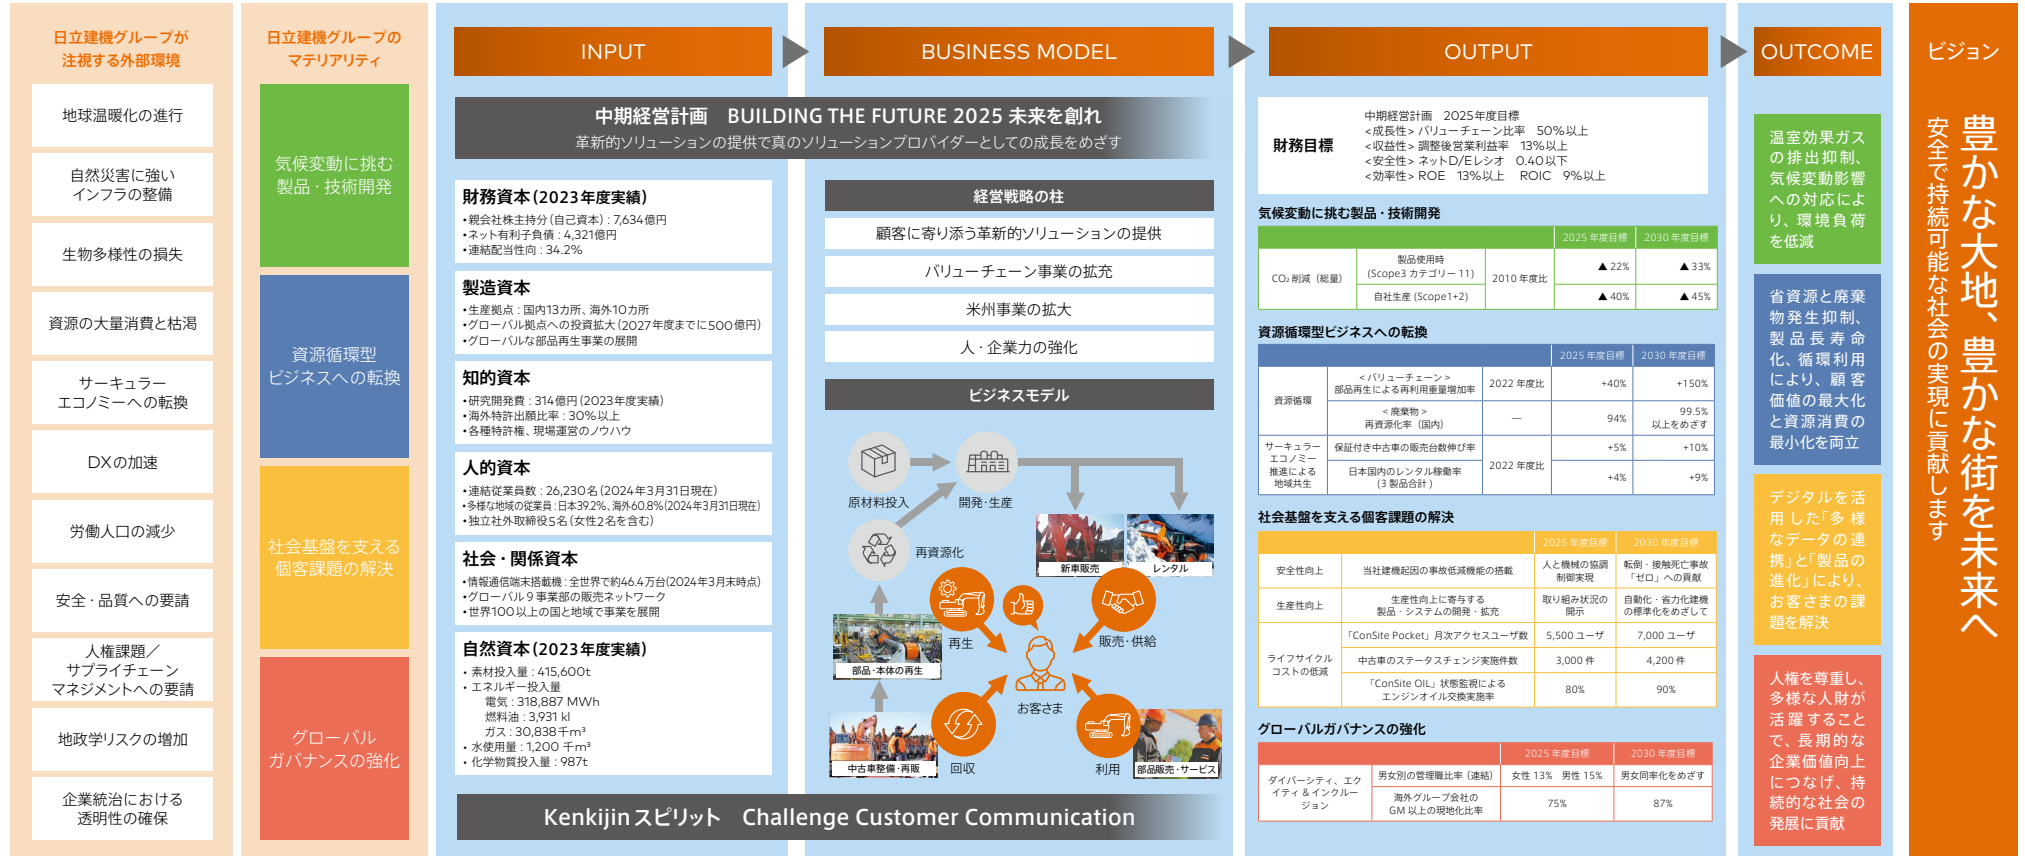 日立建機グループが
注視する外部環境
地球温暖化の進行
自然災害に強い
インフラの整備
生物多様性の損失
資源の大量消費と枯渇
サーキュラー
エコノミーへの転換
DXの加速
労働人口の減少
安全・品質への要請
人権課題／
サプライチェーン
マネジメントへの要請
地政学リスクの増加
企業統治における
透明性の確保
日立建機グループの
マテリアリティ
気候変動に挑む
製品・技術開発
資源循環型
ビジネスへの転換
社会基盤を支える
個客課題の解決
グローバル
ガバナンスの強化
INPUT
BUSINESS MODEL
中期経営計画　BUILDING THE FUTURE 2025 未来を創れ
革新的ソリューションの提供で真のソリューションプロバイダーとしての成長をめざす
財務資本（2023年度実績）
・親会社株主持分（自己資本）：7,634億円
・ネット有利子負債：4,321億円
・連結配当性向：34.2%
製造資本
・生産拠点：国内13カ所、海外10カ所
・グローバル拠点への投資拡大（2027年度までに500億円）
・グローバルな部品再生事業の展開
知的資本
・研究開発費：314億円（2023年度実績）
・海外特許出願比率：30%以上
・各種特許権、現場運営のノウハウ
人的資本
・連結従業員数：26,230名（2024年3月31日現在）
・多様な地域の従業員：日本39.2%、海外60.8%（2024年3月31日現在）
・独立社外取締役5名（女性2名を含む）
社会・関係資本
・情報通信端末搭載機：全世界で約46.4万台（2024年3月末時点）
・グローバル9事業部の販売ネットワーク
・世界100以上の国と地域で事業を展開
自然資本（2023年度実績）
・ 素材投入量：415,600t
・ エネルギー投入量
電気：318,887 MWh
燃料油：3,931 kl
ガス：30,838千m³
・ 水使用量：1,200 千m³
・ 化学物質投入量：987t
経営戦略の柱
顧客に寄り添う革新的ソリューションの提供
バリューチェーン事業の拡充
米州事業の拡大
人・企業力の強化
ビジネスモデル
原材料投入
開発・生産
再資源化
新車販売
レンタル
再生
販売・供給
部品・本体の再生
お客さま
中古車整備・再販
回収
利用
部品販売・サービス
Kenkijinスピリット　Challenge Customer Communication
OUTPUT
財務目標
中期経営計画　2025年度目標
<成長性> バリューチェーン比率　50%以上
<収益性> 調整後営業利益率　13%以上
<安全性> ネットD/Eレシオ　0.40以下
<効率性> ROE　13%以上　ROIC　9%以上
気候変動に挑む製品・技術開発
2025 年度目標　2030 年度目標
CO₂ 削減（総量）
製品使用時
(Scope3 カテゴリー 11)
2010 年度比
▲ 22%　▲ 33%
自社生産 (Scope1+2)
▲ 40%　▲ 45%
資源循環型ビジネスへの転換
2025 年度目標　2030 年度目標
資源循環
< バリューチェーン >
部品再生による再利用重量増加率
2022 年度比　+40%　+150%
< 廃棄物 >
再資源化率（国内）
—　94%
99.5%
以上をめざす
サーキュラー
エコノミー
推進による
地域共生
保証付き中古車の販売台数伸び率
2022 年度比
+5%　+10%
日本国内のレンタル稼働率
(3 製品合計 )
+4%　+9%
社会基盤を支える個客課題の解決
2025 年度目標　2030 年度目標
安全性向上
当社建機起因の事故低減機能の搭載
人と機械の協調
制御実現
転倒・接触死亡事故
「ゼロ」への貢献
生産性向上
生産性向上に寄与する
製品・システムの開発・拡充
取り組み状況の
開示
自動化・省力化建機
の標準化をめざして
ライフサイクル
コストの低減
「ConSite Pocket」月次アクセスユーザ数
5,500 ユーザ　7,000 ユーザ
中古車のステータスチェンジ実施件数
3,000 件　4,200 件
「ConSite OIL」状態監視による
エンジンオイル交換実施率
80%　90%
グローバルガバナンスの強化
2025 年度目標　2030 年度目標
ダイバーシティ、エク
イティ & インクルー
ジョン
男女別の管理職比率（連結）
女性 13%　男性 15%　男女同率化をめざす
海外グループ会社の
GM 以上の現地化比率
75%　87%
OUTCOME
温室効果ガス
の排出抑制、
気候変動影響
への対応によ
り、環境負荷
を低減
省資源と廃棄
物発生抑制、
製品長寿命
化、循環利用
により、顧客
価値の最大化
と資源消費の
最小化を両立
デジタルを活
用した「多様
なデータの連
携」と「製品の
進化」により、
お客さまの課
題を解決
人権を尊重し、
多様な人財が
活躍すること
で、長期的な
企業価値向上
につなげ、持
続的な社会の
発展に貢献
ビジョン
豊かな大地、豊かな街を未来へ
安全で持続可能な社会の実現に貢献します